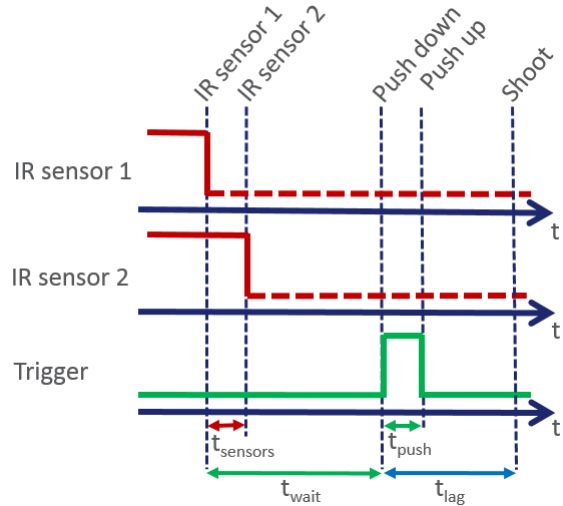 IR sensor 1
IR sensor 2
Push down
Push up
Shoot
IR sensor 1
t
IR sensor 2
t
Trigger
t
tsensors
tpush
twait
tlag